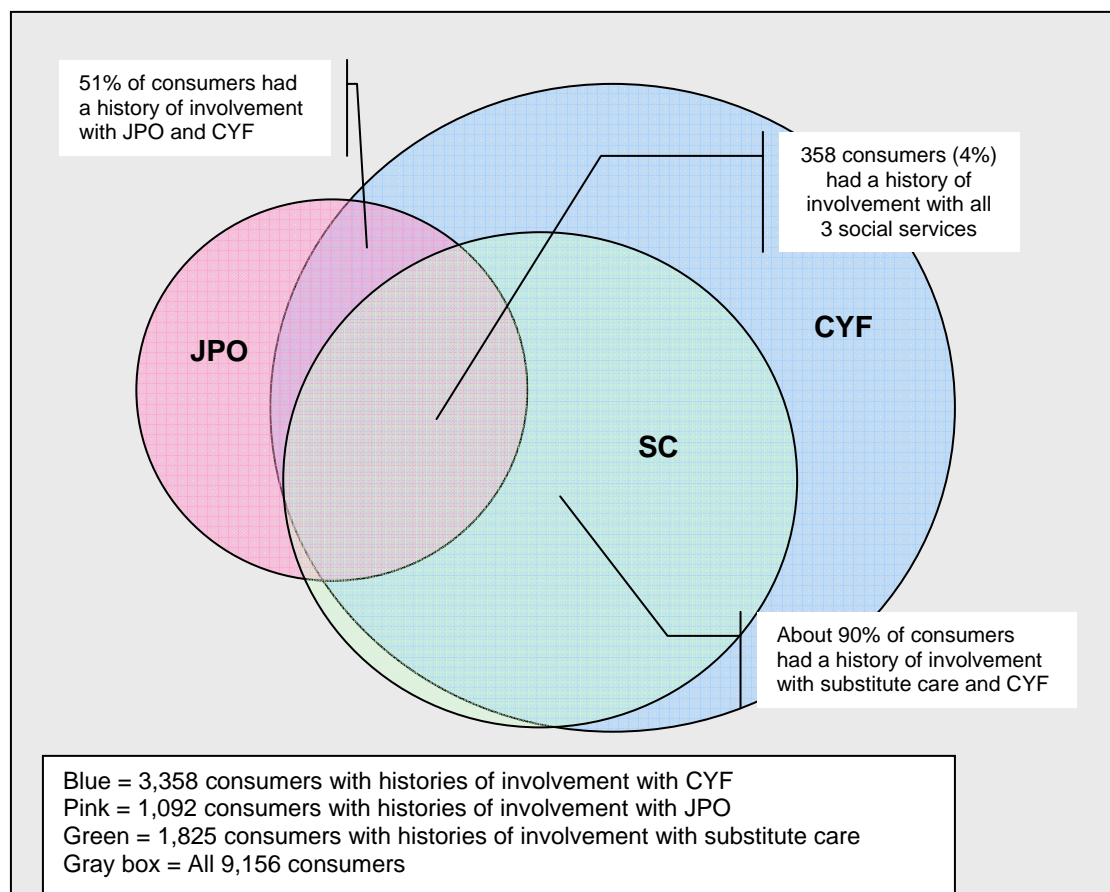 51% of consumers had
a history of involvement
with JPO and CYF
358 consumers (4%)
had a history of
involvement with all
3 social services
CYF
JPO
SC
About 90% of consumers
had a history of involvement
with substitute care and CYF
Blue = 3,358 consumers with histories of involvement with CYF
Pink = 1,092 consumers with histories of involvement with JPO
Green = 1,825 consumers with histories of involvement with substitute care
Gray box = All 9,156 consumers